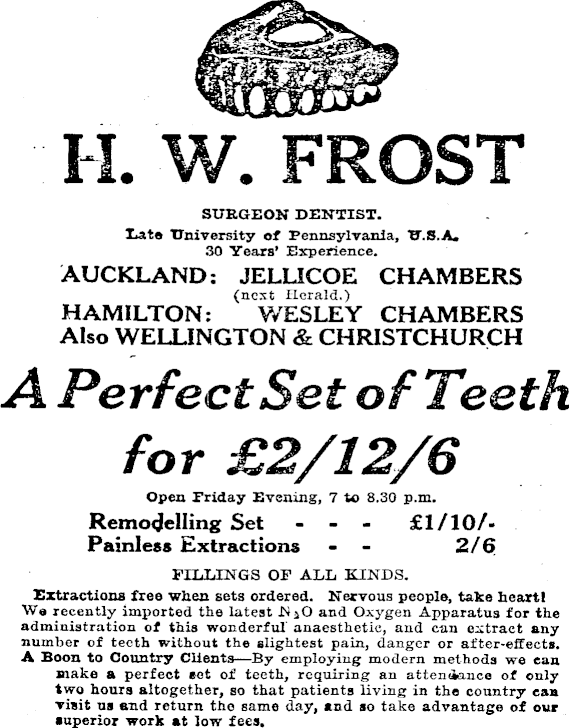 H. W. FROST
SURGEON DENTIST.
Late University of Pennsylvania, U.S.A.
30 Years' Experience.
AUCKLAND: JELLICOE CHAMBERS
(next Herald.)
HAMILTON: WESLEY CHAMBERS
Also WELLINGTON & CHRISTCHURCH
A Perfect Set of Teeth
for £2/12/6
Open Friday Evening, 7 to 8.30 p.m.
Remodelling Set - - - £1/10/-
Painless Extractions - - 2/6
FILLINGS OF ALL KINDS.
Extractions free when sets ordered. Nervous people, take heart!
We recently imported the latest N2O and Oxygen Apparatus for the
administration of this wonderful anaesthetic, and can extract any
number of teeth without the slightest pain, danger or after-effects.
A Boon to Country Clients—By employing modern methods we can
make a perfect set of teeth, requiring an attendance of only
two hours altogether, so that patients living in the country can
visit us and return the same day, and so take advantage of our
superior work at low fees.